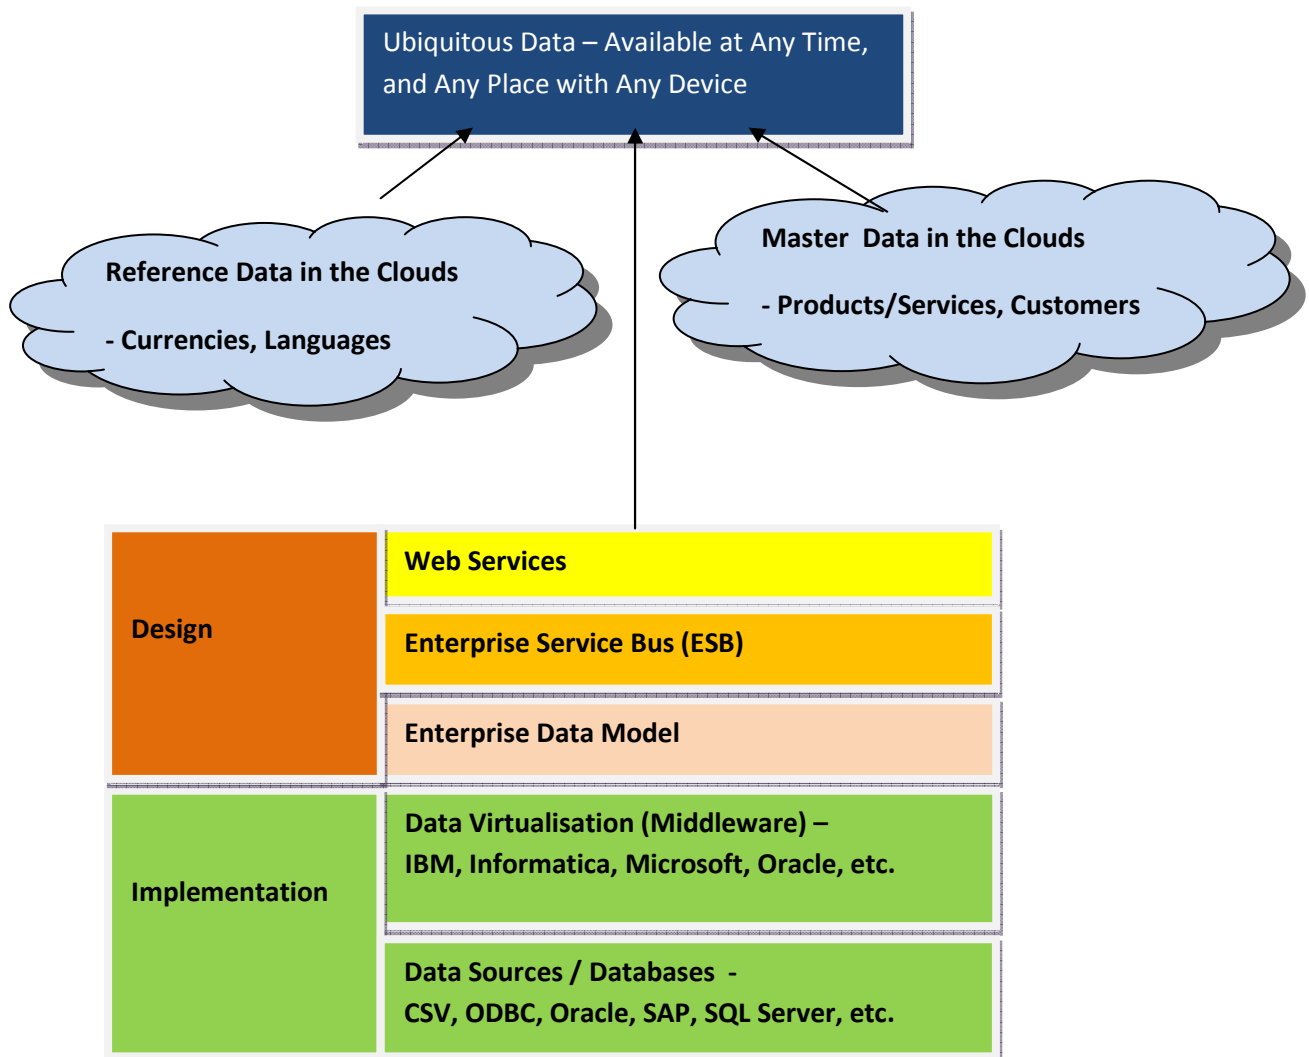 Ubiquitous Data – Available at Any Time,
and Any Place with Any Device
Reference Data in the Clouds
- Currencies, Languages
Master Data in the Clouds
- Products/Services, Customers
Design
Web Services
Enterprise Service Bus (ESB)
Enterprise Data Model
Implementation
Data Virtualisation (Middleware) –
IBM, Informatica, Microsoft, Oracle, etc.
Data Sources / Databases -
CSV, ODBC, Oracle, SAP, SQL Server, etc.